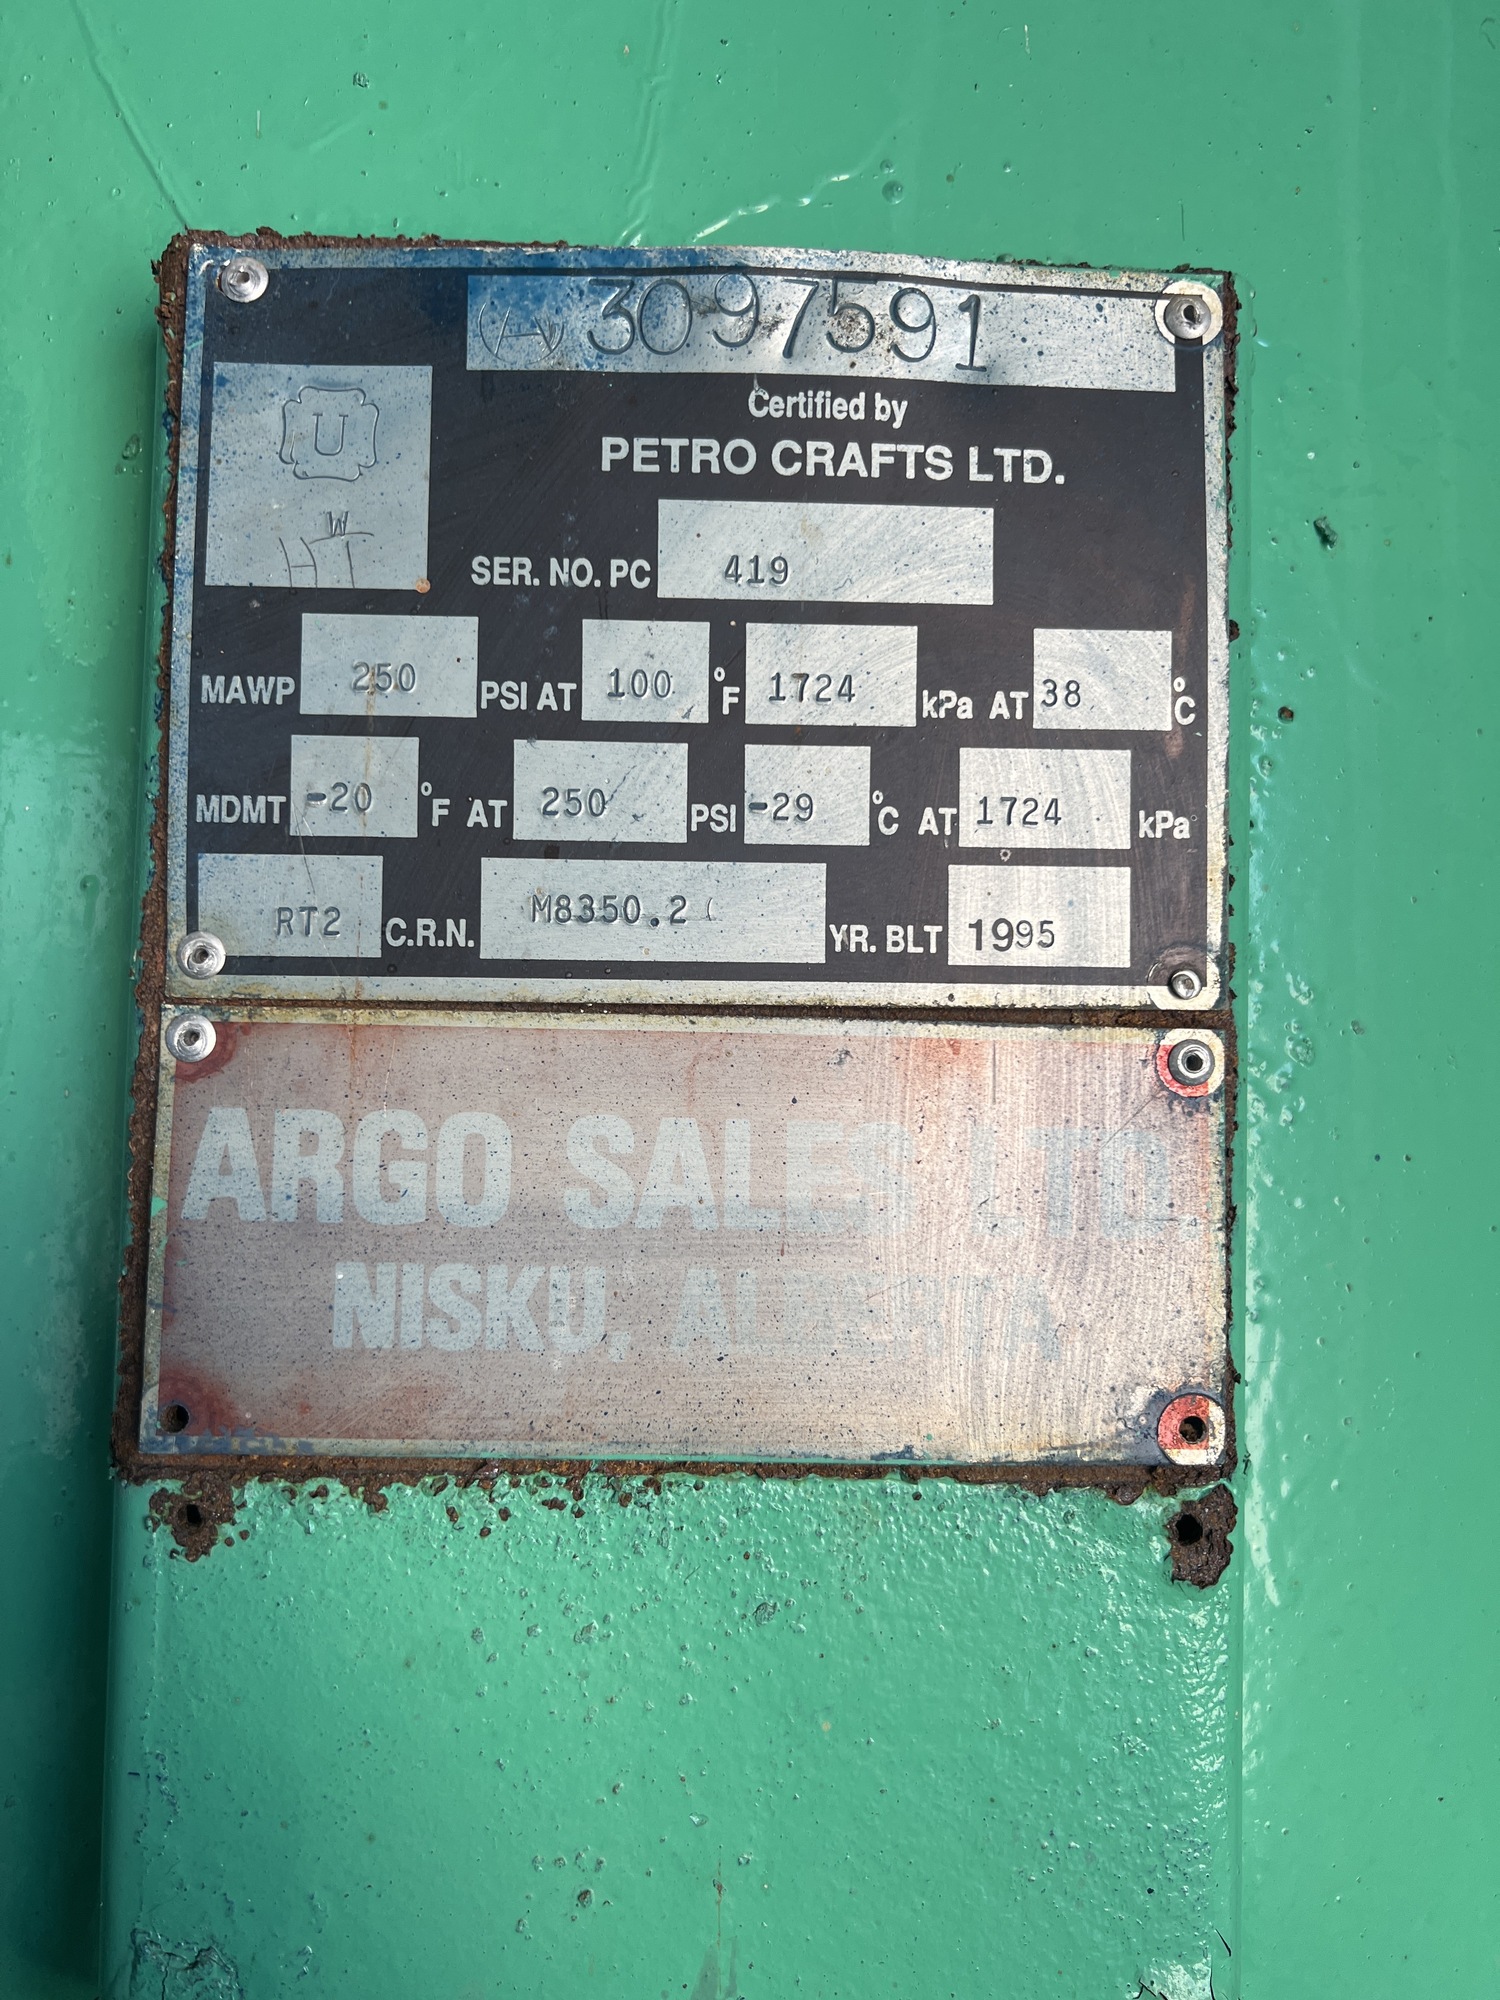 (A) 3097591
U
Certified by
PETRO CRAFTS LTD.
W
HT
SER. NO. PC 419
MAWP 250 PSI AT 100 °F 1724 kPa AT 38 °C
MDMT -20 °F AT 250 PSI -29 °C AT 1724 kPa
RT2 C.R.N. M8350.2 YR. BLT 1995
ARGO SALES LTD.
NISKU, ALBERTA